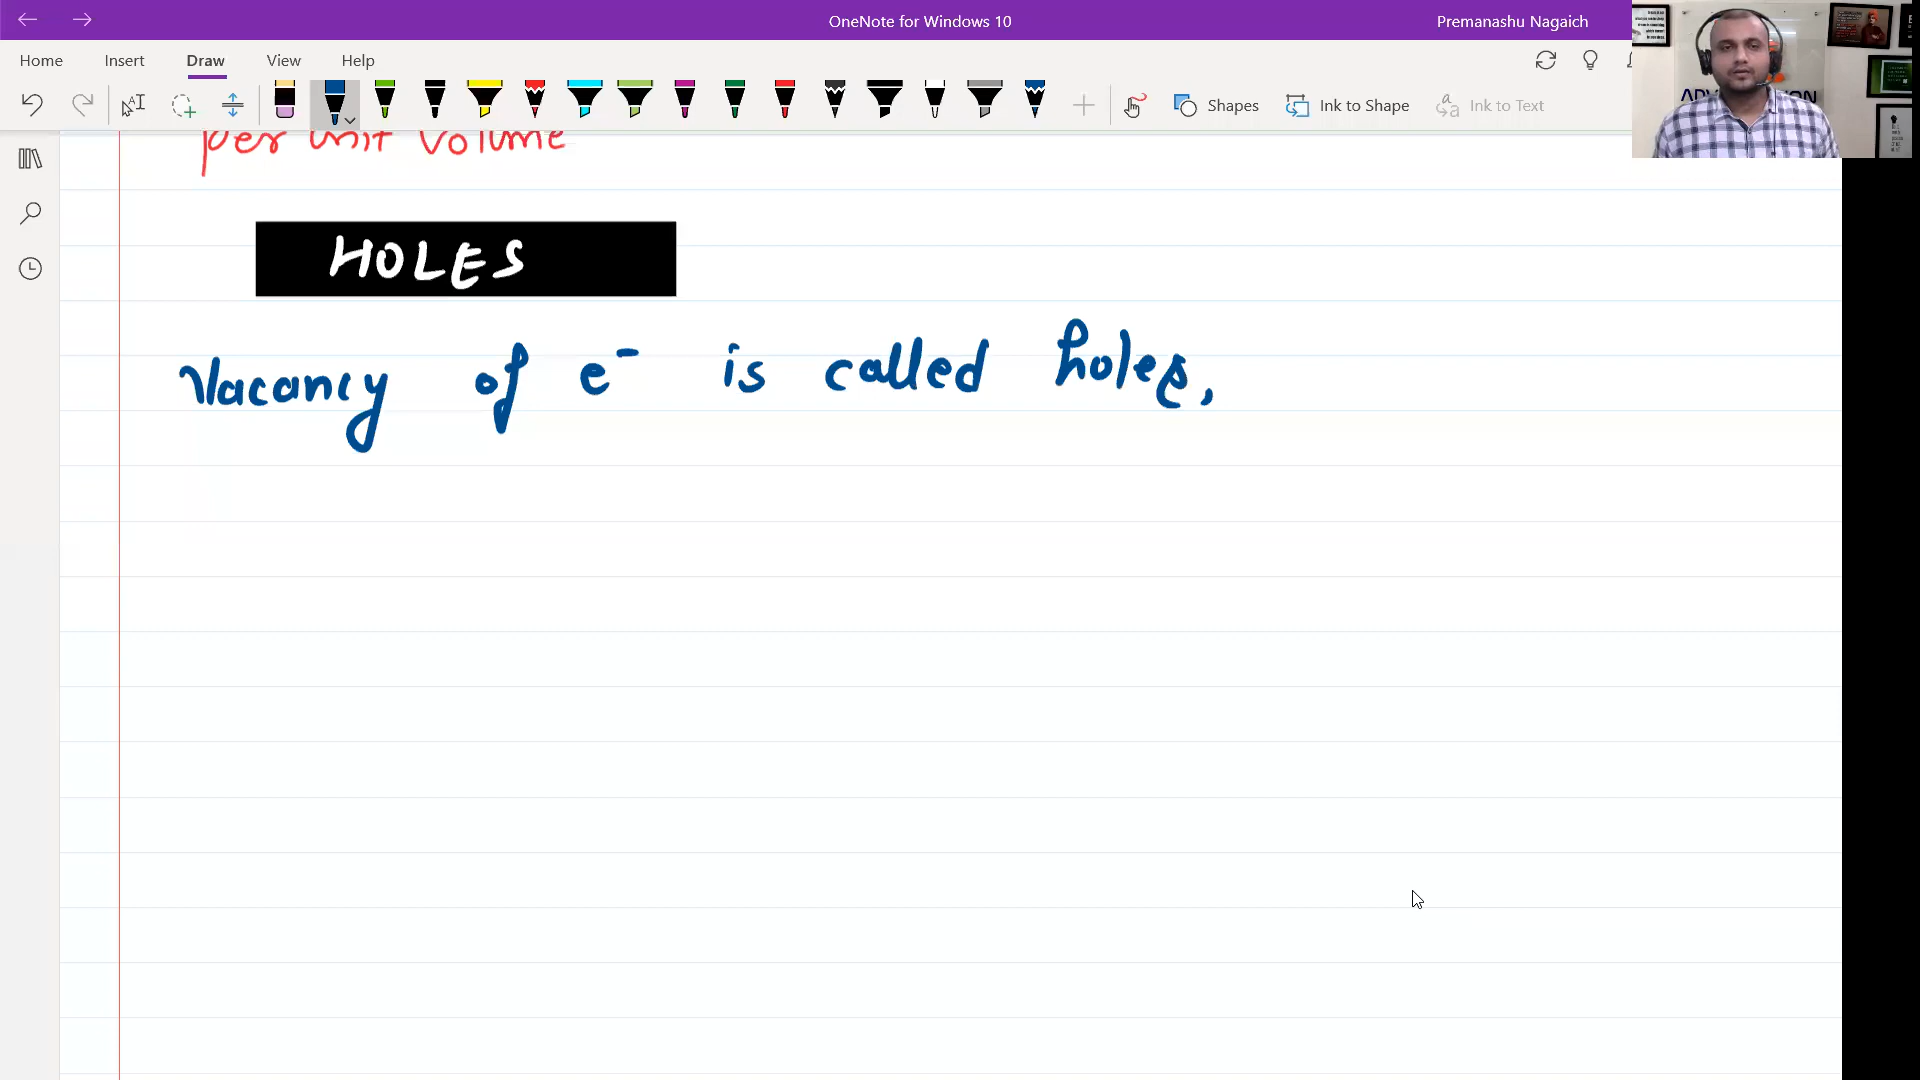 OneNote for Windows 10
Premanashu Nagaich
Home Insert Draw View Help
Shapes Ink to Shape Ink to Text
per unit volume
HOLES
Vacancy of e⁻ is called holes,